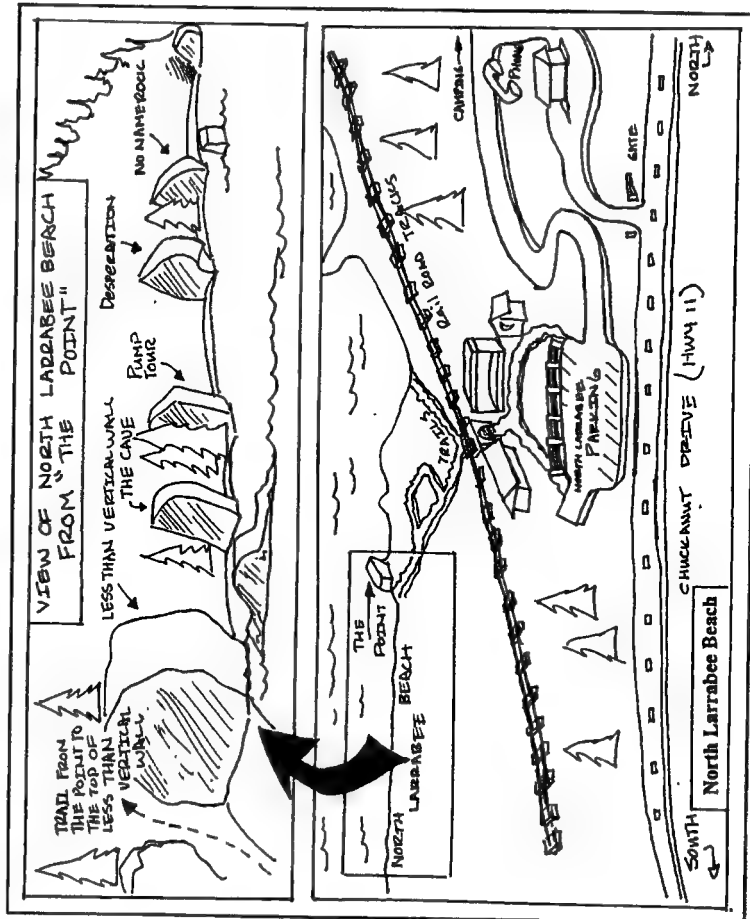 VIEW OF NORTH LARRABEE BEACH
FROM "THE POINT"
TRAIL FROM
THE POINT TO
THE TOP OF
LESS THAN
VERTICAL
WALL
LESS THAN VERTICAL WALL
THE CAVE
PUMP
TOUR
DESPERATION
NO NAME ROCK
THE
POINT
NORTH LARRABEE BEACH
TRAILS
RAIL ROAD TRACKS
CAMPING
NORTH LARRABEE
PARKING
GATE
SOUTH
CHUCKANUT DRIVE (HWY 11)
NORTH
North Larrabee Beach